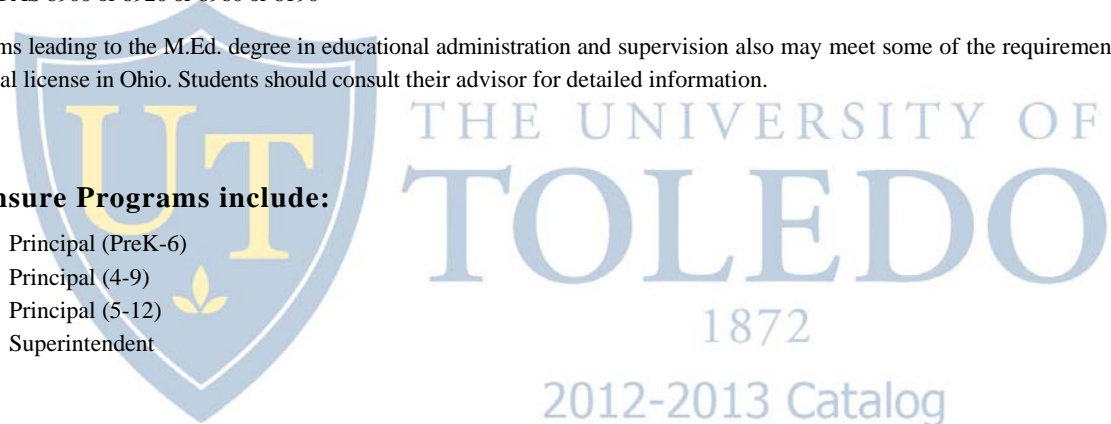 ms leading to the M.Ed. degree in educational administration and supervision also may meet some of the requiremen
al license in Ohio. Students should consult their advisor for detailed information.
UT
THE UNIVERSITY OF
TOLEDO
1872
2012-2013 Catalog
nsure Programs include:
Principal (PreK-6)
Principal (4-9)
Principal (5-12)
Superintendent